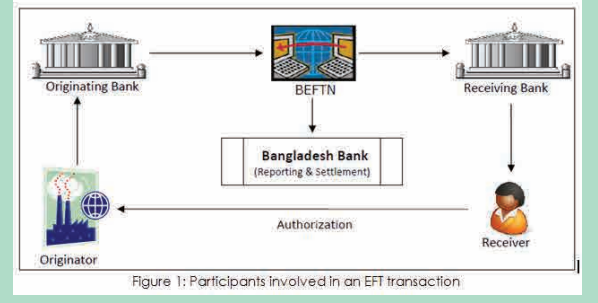 Originating Bank
BEFTN
Receiving Bank
Bangladesh Bank
(Reporting & Settlement)
Authorization
Originator
Receiver
Figure 1: Participants involved in an EFT transaction